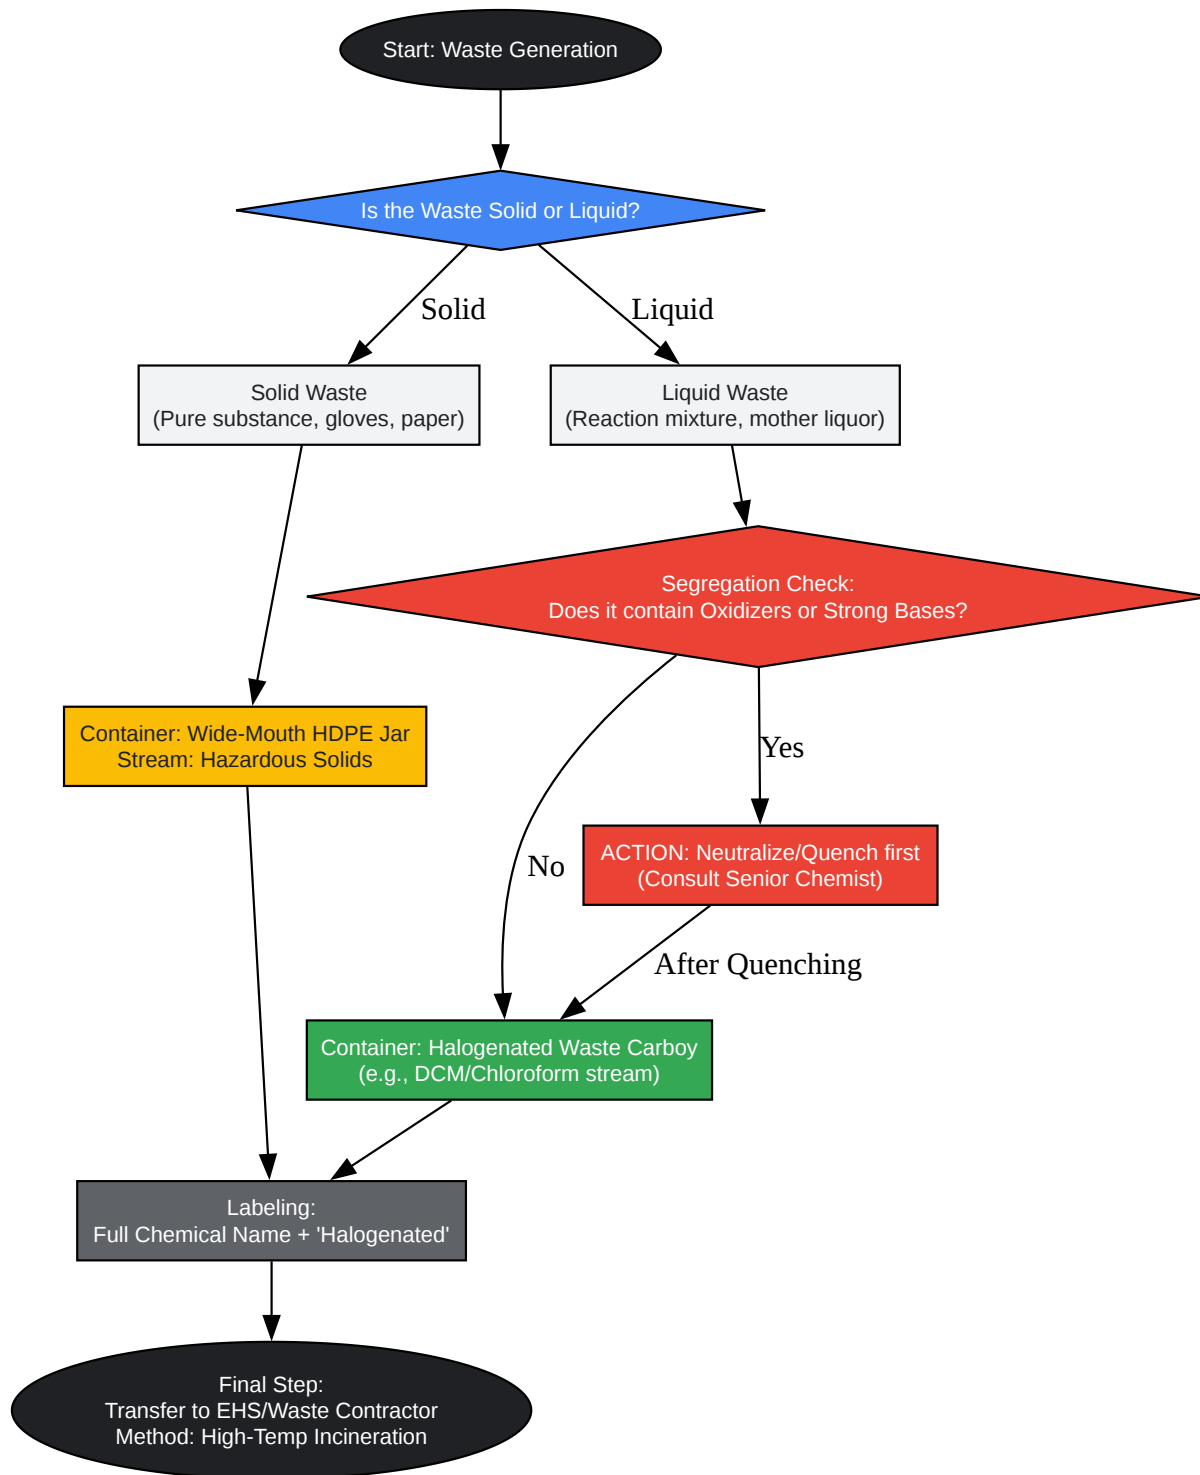 Start: Waste Generation
Is the Waste Solid or Liquid?
Solid
Liquid
Solid Waste
(Pure substance, gloves, paper)
Liquid Waste
(Reaction mixture, mother liquor)
Segregation Check:
Does it contain Oxidizers or Strong Bases?
Container: Wide-Mouth HDPE Jar
Stream: Hazardous Solids
Yes
No
ACTION: Neutralize/Quench first
(Consult Senior Chemist)
After Quenching
Container: Halogenated Waste Carboy
(e.g., DCM/Chloroform stream)
Labeling:
Full Chemical Name + 'Halogenated'
Final Step:
Transfer to EHS/Waste Contractor
Method: High-Temp Incineration